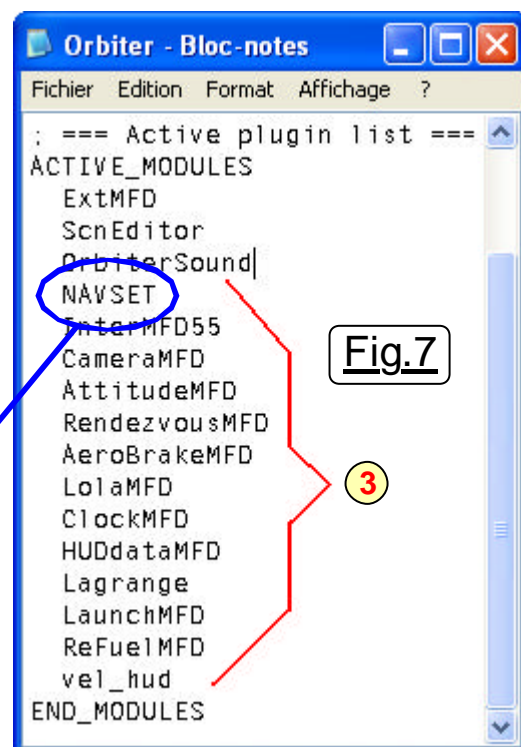 Orbiter - Bloc-notes
Fichier Edition Format Affichage ?
; === Active plugin list ===
ACTIVE_MODULES
ExtMFD
ScnEditor
OrbiterSound
NAVSET
InterMFD55
CameraMFD
Fig.7
AttitudeMFD
RendezvousMFD
AeroBrakeMFD
LolaMFD
3
ClockMFD
HUDdataMFD
Lagrange
LaunchMFD
ReFuelMFD
vel_hud
END_MODULES